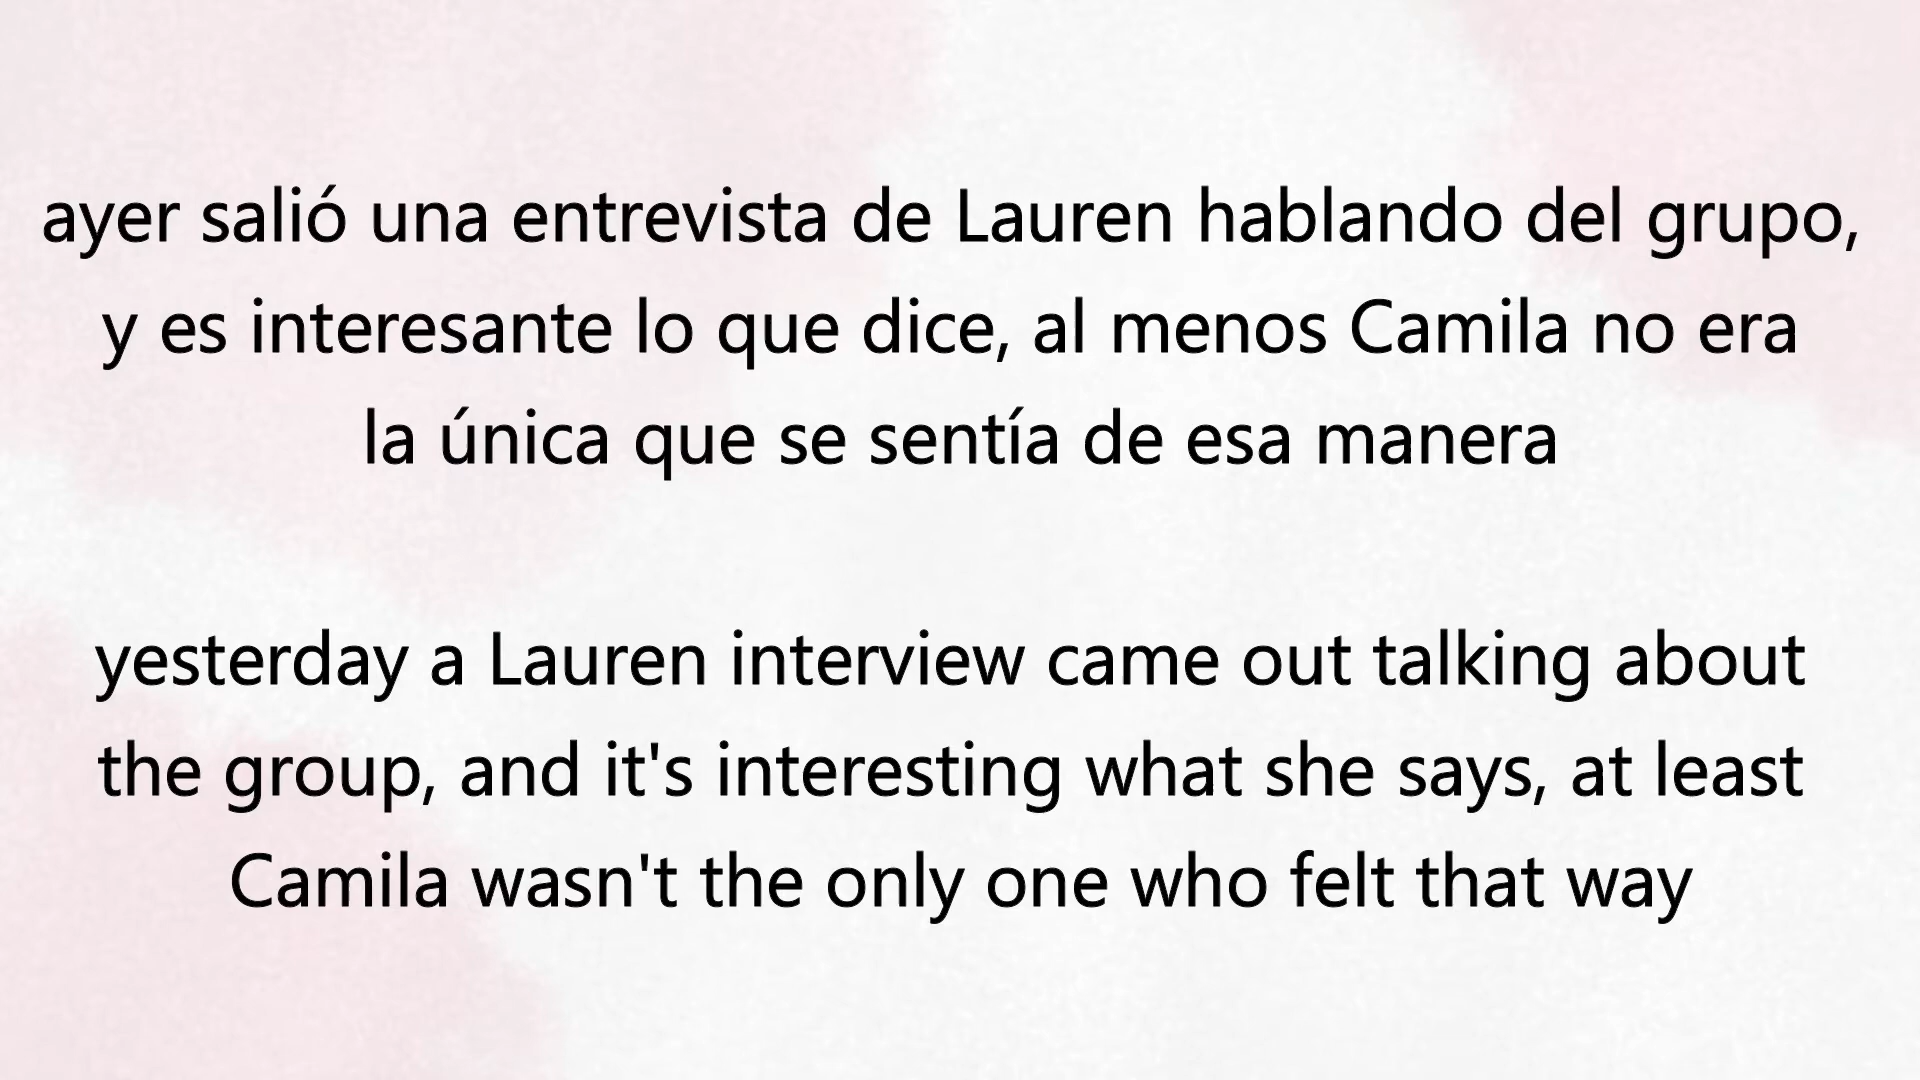 ayer salió una entrevista de Lauren hablando del grupo,
y es interesante lo que dice, al menos Camila no era
la única que se sentía de esa manera
yesterday a Lauren interview came out talking about
the group, and it's interesting what she says, at least
Camila wasn't the only one who felt that way